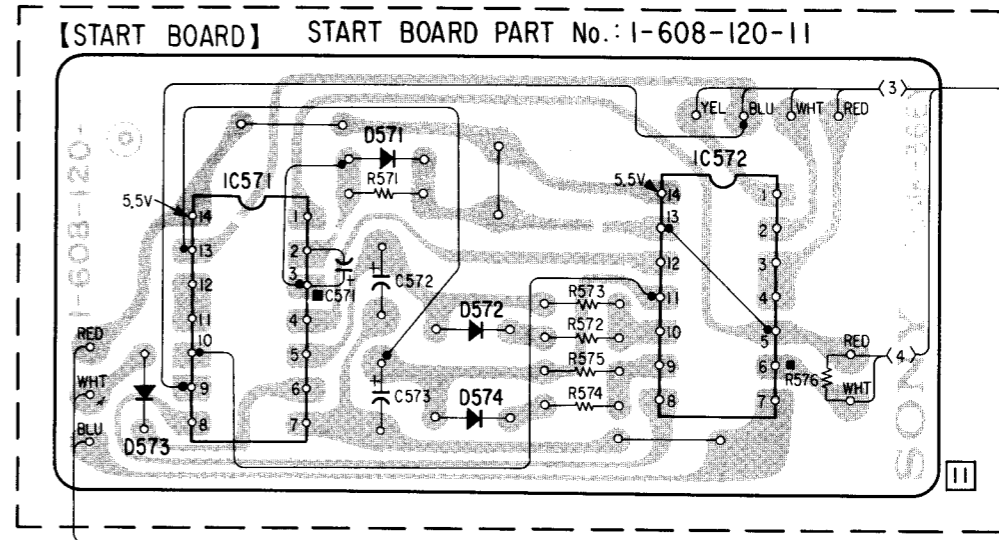 【START BOARD】 START BOARD PART No.: 1-608-120-11
3
YEL BLU WHT RED
D571
IC572
R571
IC571
5.5V
5.5V
14 1
14 1
13 2
13 2
12 3
12 3
11 4
11 4
10 5
10 5
9 6
9 6
8 7
8 7
C571
C572
C573
D572
D574
R573
R572
R575
R574
R576
RED
WHT
4
RED
WHT
BLU
D573
1-608-120-
SONY
11